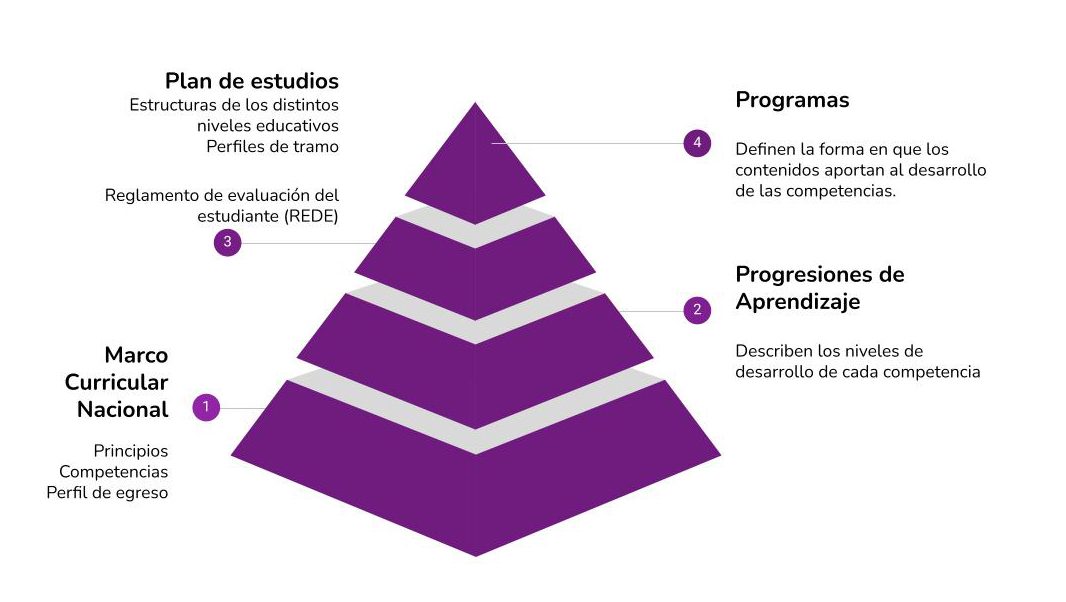 Plan de estudios
Estructuras de los distintos
niveles educativos
Perfiles de tramo
Reglamento de evaluación del
estudiante (REDE)
3
Marco
Curricular
Nacional
1
Principios
Competencias
Perfil de egreso
Programas
4
Definen la forma en que los
contenidos aportan al desarrollo
de las competencias.
Progresiones de
Aprendizaje
2
Describen los niveles de
desarrollo de cada competencia